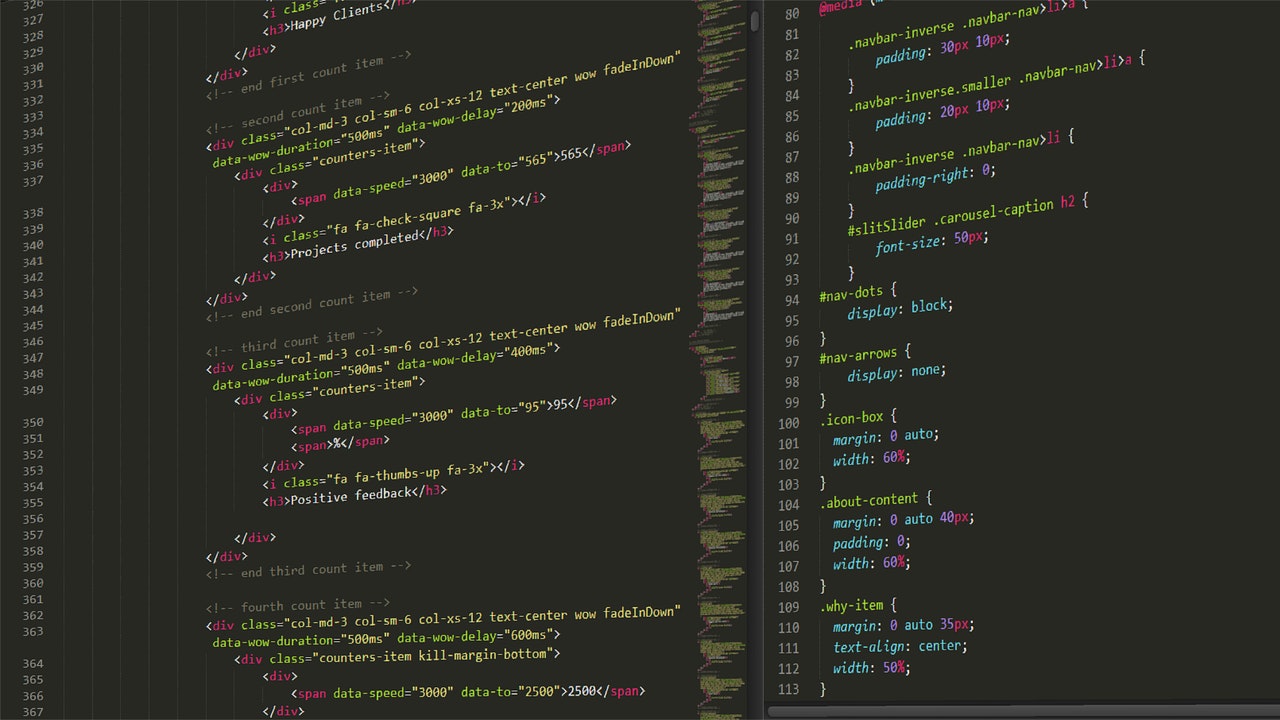 326
327
328
329
330
331
332
333
334
335
336
337
338
339
340
341
342
343
344
345
346
347
348
349
350
351
352
353
354
355
356
357
358
359
360
361
362
363
364
365
366
367
<i class="f
<h3>Happy Clients</h3>
</div>
</div>
<!-- end first count item -->
<!-- second count item -->
<div class="col-md-3 col-sm-6 col-xs-12 text-center wow fadeInDown"
data-wow-duration="500ms" data-wow-delay="200ms">
<div class="counters-item">
<div>
<span data-speed="3000" data-to="565">565</span>
</div>
<i class="fa fa-check-square fa-3x"></i>
<h3>Projects completed</h3>
</div>
</div>
<!-- end second count item -->
<!-- third count item -->
<div class="col-md-3 col-sm-6 col-xs-12 text-center wow fadeInDown"
data-wow-duration="500ms" data-wow-delay="400ms">
<div class="counters-item">
<div>
<span data-speed="3000" data-to="95">95</span>
<span>%</span>
</div>
<i class="fa fa-thumbs-up fa-3x"></i>
<h3>Positive feedback</h3>
</div>
</div>
<!-- end third count item -->
<!-- fourth count item -->
<div class="col-md-3 col-sm-6 col-xs-12 text-center wow fadeInDown"
data-wow-duration="500ms" data-wow-delay="600ms">
<div class="counters-item kill-margin-bottom">
<div>
<span data-speed="3000" data-to="2500">2500</span>
</div>
80 @media
81 .navbar-inverse .navbar-nav>li>a {
82 padding: 30px 10px;
83 }
84 .navbar-inverse.smaller .navbar-nav>li>a {
85 padding: 20px 10px;
86 }
87 .navbar-inverse .navbar-nav>li {
88 padding-right: 0;
89 }
90 #slitSlider .carousel-caption h2 {
91 font-size: 50px;
92 }
93
94 #nav-dots {
95 display: block;
96 }
97 #nav-arrows {
98 display: none;
99 }
100 .icon-box {
101 margin: 0 auto;
102 width: 60%;
103 }
104 .about-content {
105 margin: 0 auto 40px;
106 padding: 0;
107 width: 60%;
108 }
109 .why-item {
110 margin: 0 auto 35px;
111 text-align: center;
112 width: 50%;
113 }